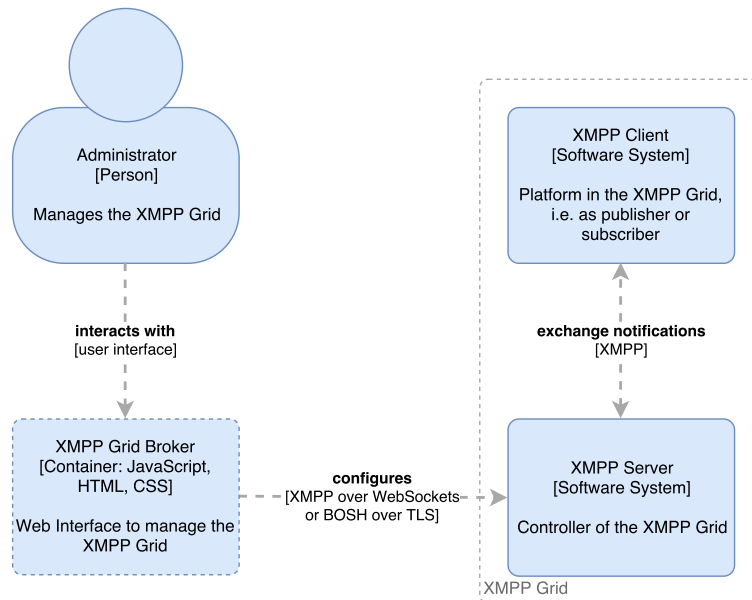 Administrator
[Person]
Manages the XMPP Grid
XMPP Client
[Software System]
Platform in the XMPP Grid,
i.e. as publisher or
subscriber
interacts with
[user interface]
exchange notifications
[XMPP]
XMPP Grid Broker
[Container: JavaScript,
HTML, CSS]
Web Interface to manage the
XMPP Grid
configures
[XMPP over WebSockets
or BOSH over TLS]
XMPP Server
[Software System]
Controller of the XMPP Grid
XMPP Grid